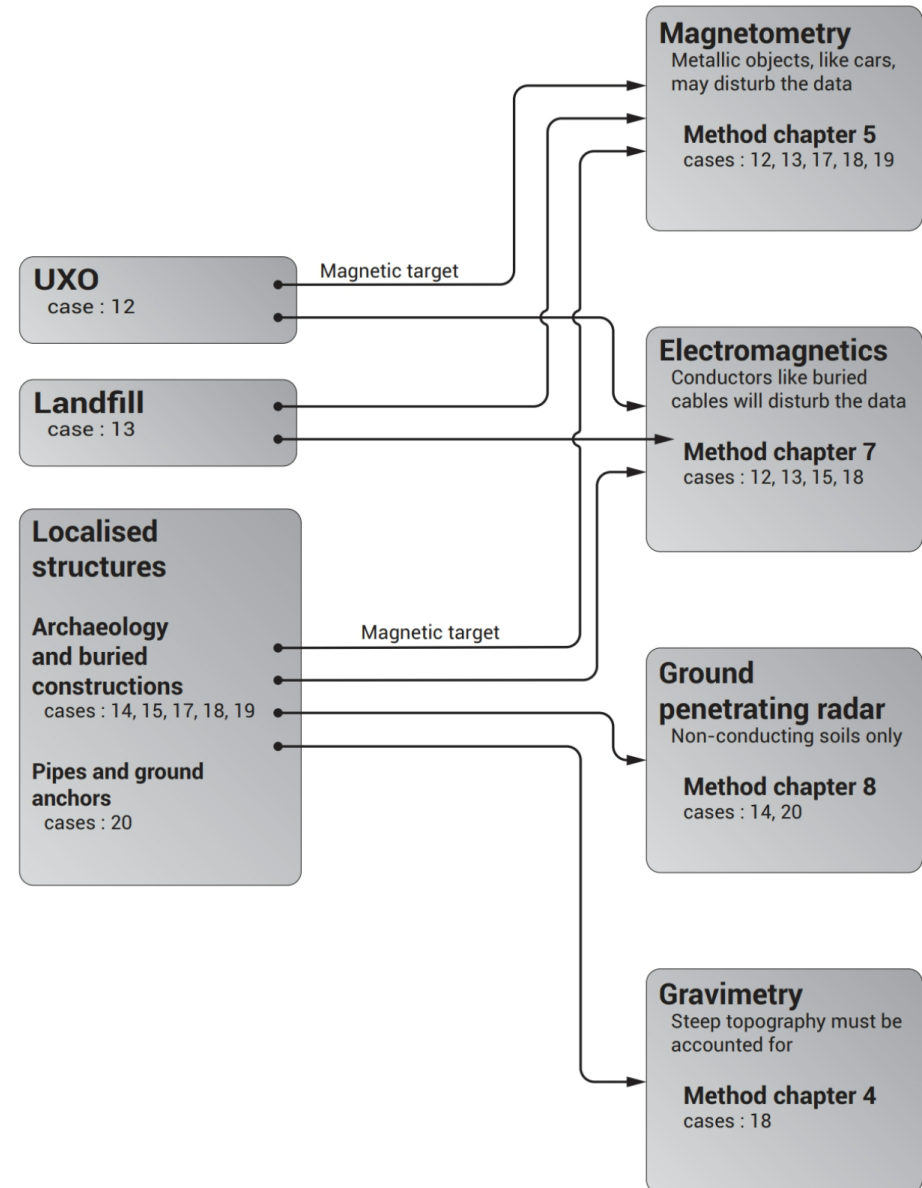 Magnetometry
Metallic objects, like cars,
may disturb the data
Method chapter 5
cases : 12, 13, 17, 18, 19
UXO
case : 12
Magnetic target
Landfill
case : 13
Electromagnetics
Conductors like buried
cables will disturb the data
Method chapter 7
cases : 12, 13, 15, 18
Localised
structures
Archaeology
and buried
constructions
cases : 14, 15, 17, 18, 19
Magnetic target
Pipes and ground
anchors
cases : 20
Ground
penetrating radar
Non-conducting soils only
Method chapter 8
cases : 14, 20
Gravimetry
Steep topography must be
accounted for
Method chapter 4
cases : 18